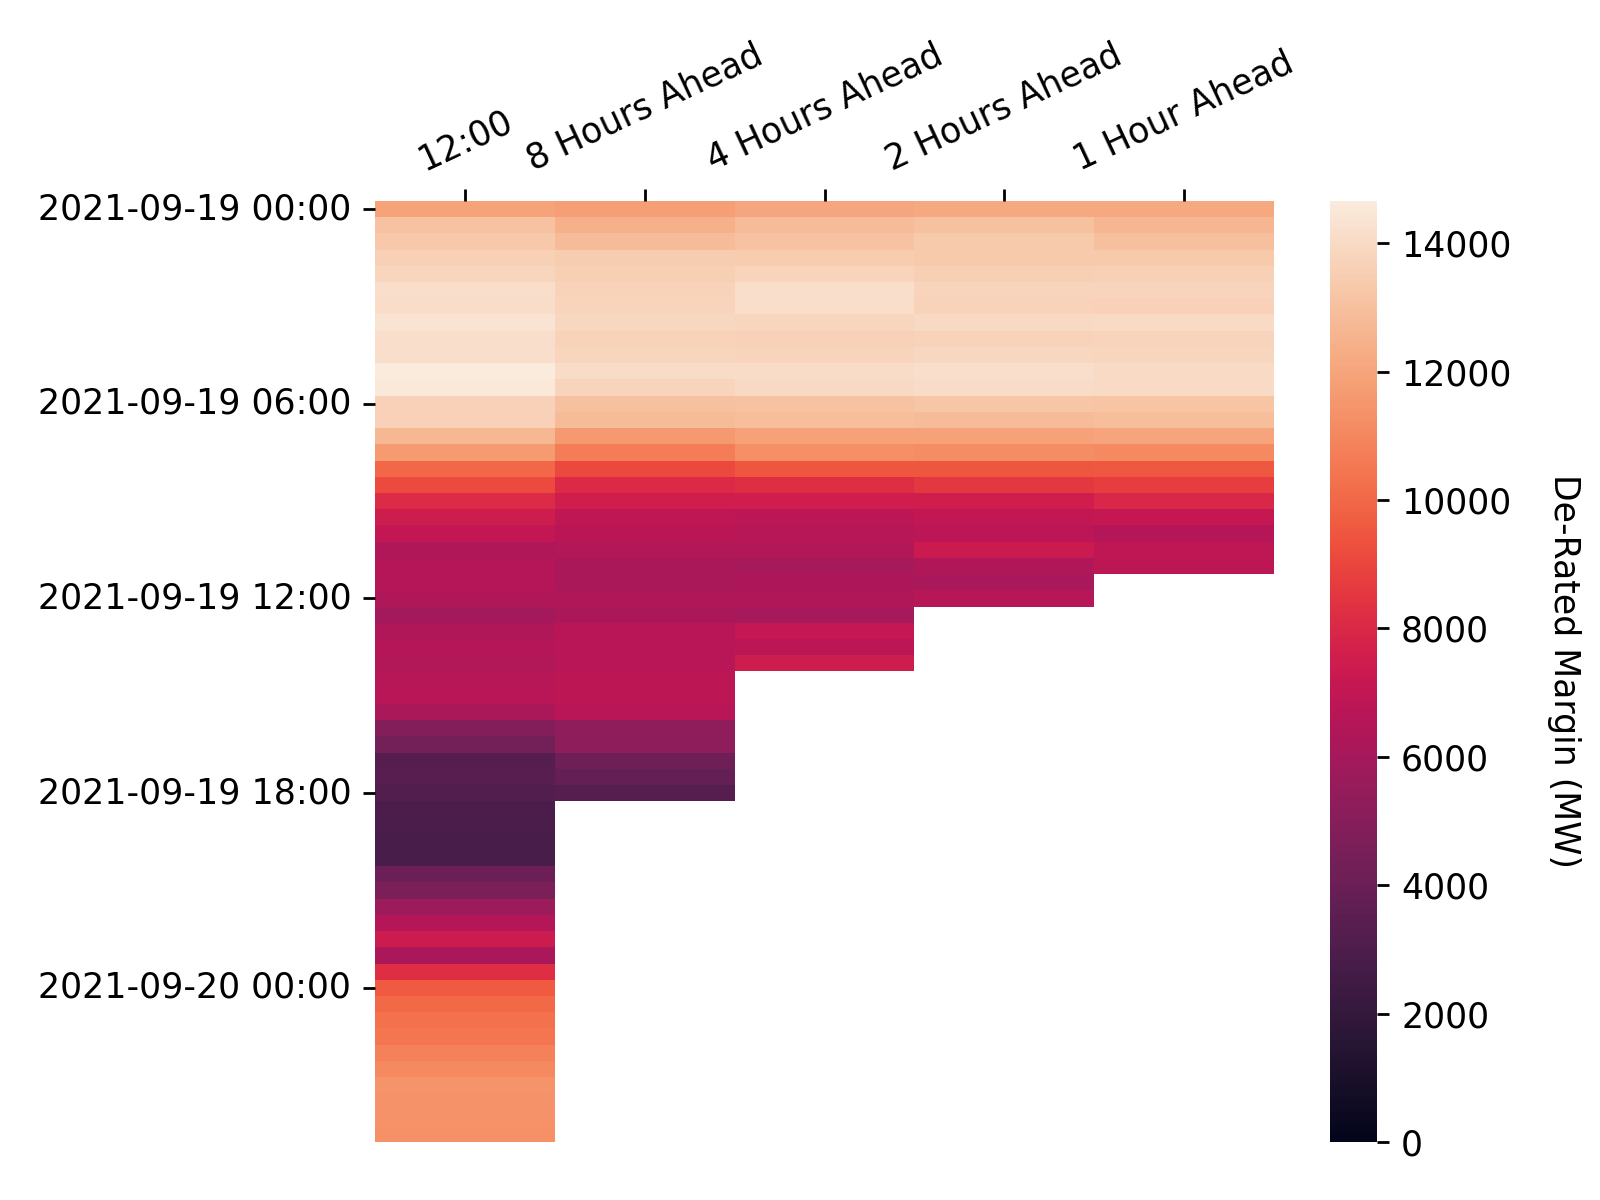 12:00
8 Hours Ahead
4 Hours Ahead
2 Hours Ahead
1 Hour Ahead
2021-09-19 00:00
2021-09-19 06:00
2021-09-19 12:00
2021-09-19 18:00
2021-09-20 00:00
14000
12000
10000
8000
6000
4000
2000
0
De-Rated Margin (MW)